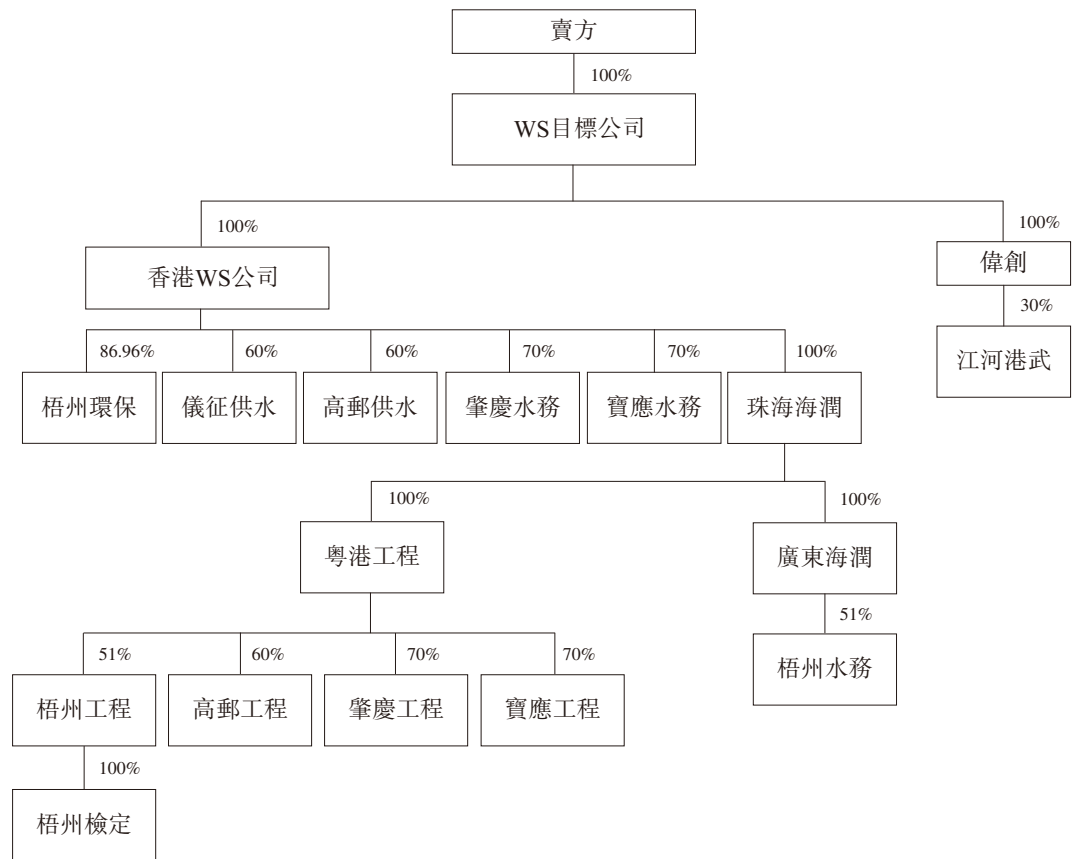 賣方
100%
WS目標公司
100%
100%
香港WS公司
偉創
30%
江河港武
86.96%
60%
60%
70%
70%
100%
梧州環保
儀征供水
高郵供水
肇慶水務
寶應水務
珠海海潤
100%
100%
粵港工程
廣東海潤
51%
梧州水務
51%
60%
70%
70%
梧州工程
高郵工程
肇慶工程
寶應工程
100%
梧州檢定